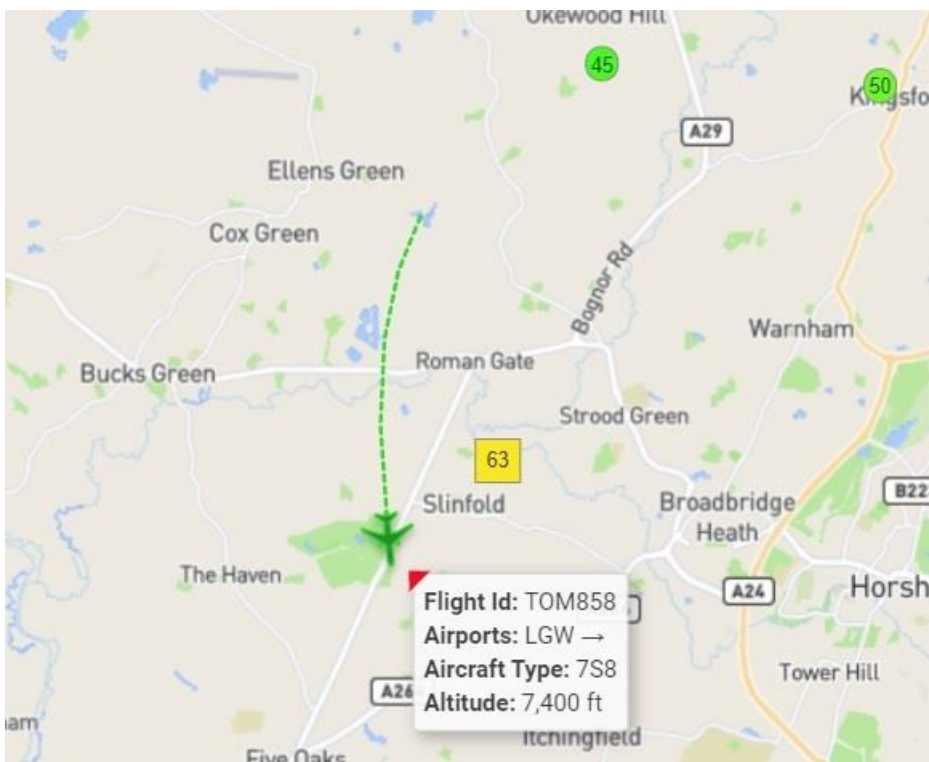 Okewood Hill
45
50
Kingsfo
A29
Ellens Green
Cox Green
Bognor Rd
Warnham
Roman Gate
Bucks Green
Strood Green
63
Slinfold
B22
Broadbridge
Heath
The Haven
A24
Horsh
Flight Id: TOM858
Airports: LGW →
Aircraft Type: 7S8
Altitude: 7,400 ft
Tower Hill
A26
am
Itchingfield
Five Oaks